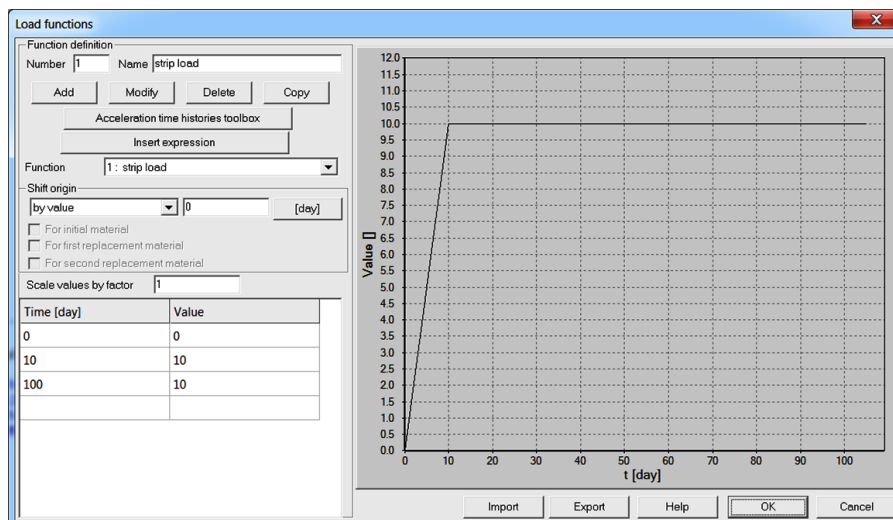 Load functions
Function definition
Number 1 Name strip load
Add Modify Delete Copy
Acceleration time histories toolbox
Insert expression
Function 1 : strip load
Shift origin
by value 0 [day]
For initial material
For first replacement material
For second replacement material
Scale values by factor 1
Time [day] Value
0 0
10 10
100 10
12.0
11.5
11.0
10.5
10.0
9.5
9.0
8.5
8.0
7.5
7.0
6.5
6.0
5.5
5.0
4.5
4.0
3.5
3.0
2.5
2.0
1.5
1.0
0.5
0.0
Value []
0 10 20 30 40 50 60 70 80 90 100
t [day]
Import Export Help OK Cancel